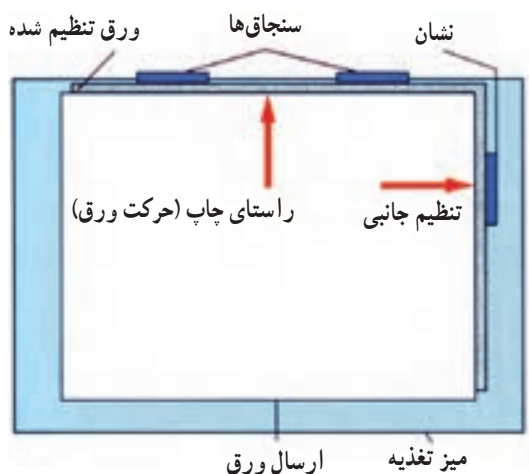 نشان
سنجاق‌ها
ورق تنظیم شده
تنظیم جانبی
راستای چاپ (حرکت ورق)
میز تغذیه
ارسال ورق